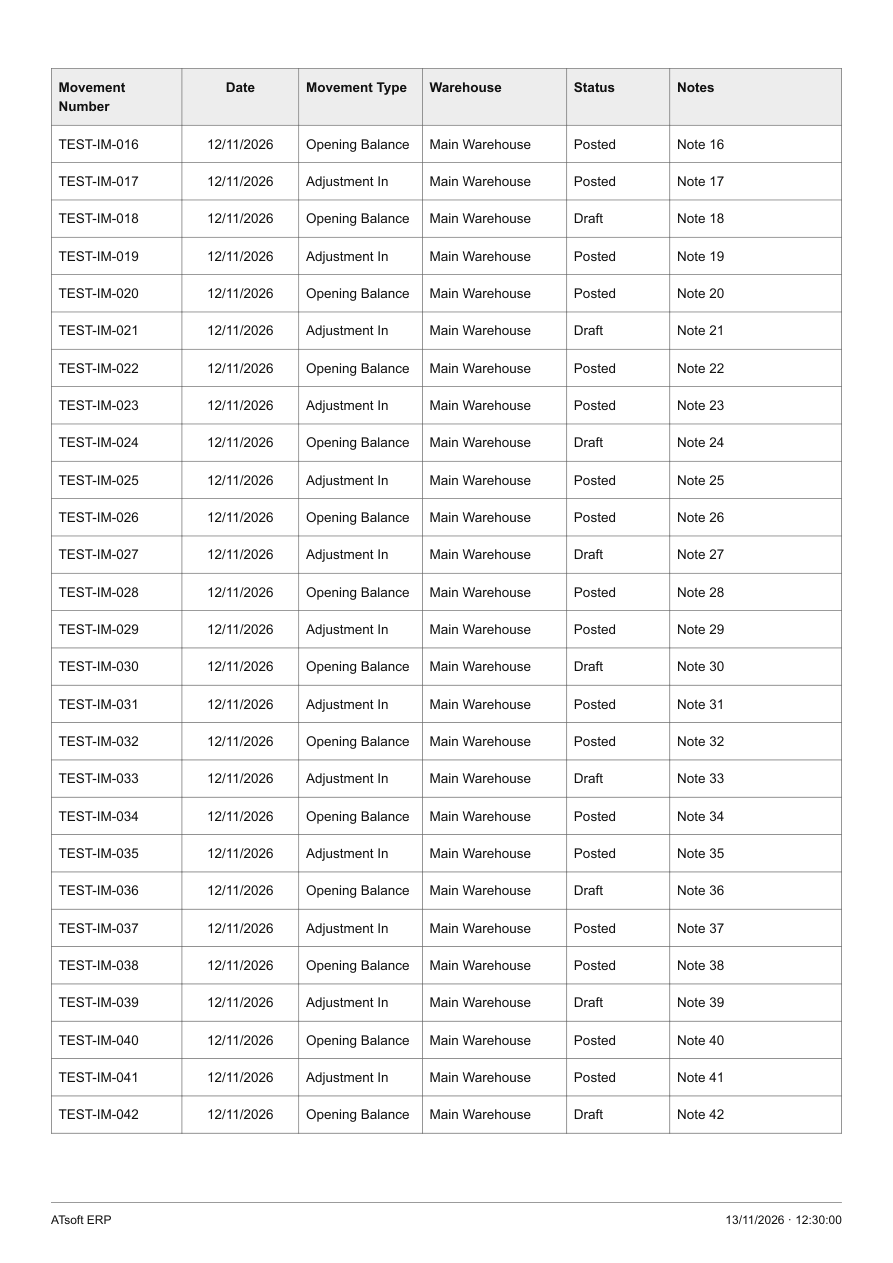 Movement Number Date Movement Type Warehouse Status Notes
TEST-IM-016 12/11/2026 Opening Balance Main Warehouse Posted Note 16
TEST-IM-017 12/11/2026 Adjustment In Main Warehouse Posted Note 17
TEST-IM-018 12/11/2026 Opening Balance Main Warehouse Draft Note 18
TEST-IM-019 12/11/2026 Adjustment In Main Warehouse Posted Note 19
TEST-IM-020 12/11/2026 Opening Balance Main Warehouse Posted Note 20
TEST-IM-021 12/11/2026 Adjustment In Main Warehouse Draft Note 21
TEST-IM-022 12/11/2026 Opening Balance Main Warehouse Posted Note 22
TEST-IM-023 12/11/2026 Adjustment In Main Warehouse Posted Note 23
TEST-IM-024 12/11/2026 Opening Balance Main Warehouse Draft Note 24
TEST-IM-025 12/11/2026 Adjustment In Main Warehouse Posted Note 25
TEST-IM-026 12/11/2026 Opening Balance Main Warehouse Posted Note 26
TEST-IM-027 12/11/2026 Adjustment In Main Warehouse Draft Note 27
TEST-IM-028 12/11/2026 Opening Balance Main Warehouse Posted Note 28
TEST-IM-029 12/11/2026 Adjustment In Main Warehouse Posted Note 29
TEST-IM-030 12/11/2026 Opening Balance Main Warehouse Draft Note 30
TEST-IM-031 12/11/2026 Adjustment In Main Warehouse Posted Note 31
TEST-IM-032 12/11/2026 Opening Balance Main Warehouse Posted Note 32
TEST-IM-033 12/11/2026 Adjustment In Main Warehouse Draft Note 33
TEST-IM-034 12/11/2026 Opening Balance Main Warehouse Posted Note 34
TEST-IM-035 12/11/2026 Adjustment In Main Warehouse Posted Note 35
TEST-IM-036 12/11/2026 Opening Balance Main Warehouse Draft Note 36
TEST-IM-037 12/11/2026 Adjustment In Main Warehouse Posted Note 37
TEST-IM-038 12/11/2026 Opening Balance Main Warehouse Posted Note 38
TEST-IM-039 12/11/2026 Adjustment In Main Warehouse Draft Note 39
TEST-IM-040 12/11/2026 Opening Balance Main Warehouse Posted Note 40
TEST-IM-041 12/11/2026 Adjustment In Main Warehouse Posted Note 41
TEST-IM-042 12/11/2026 Opening Balance Main Warehouse Draft Note 42
ATsoft ERP 13/11/2026 · 12:30:00